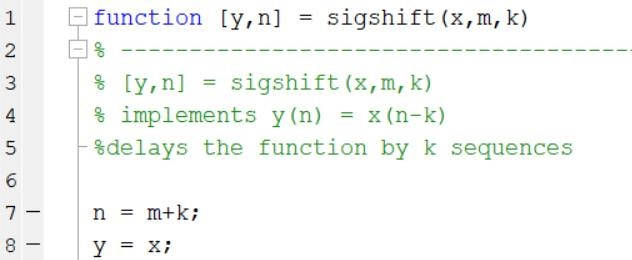 1 function [y,n] = sigshift(x,m,k)
2 % -----------------------------------
3 % [y,n] = sigshift(x,m,k)
4 % implements y(n) = x(n-k)
5 %delays the function by k sequences
6
7 n = m+k;
8 y = x;